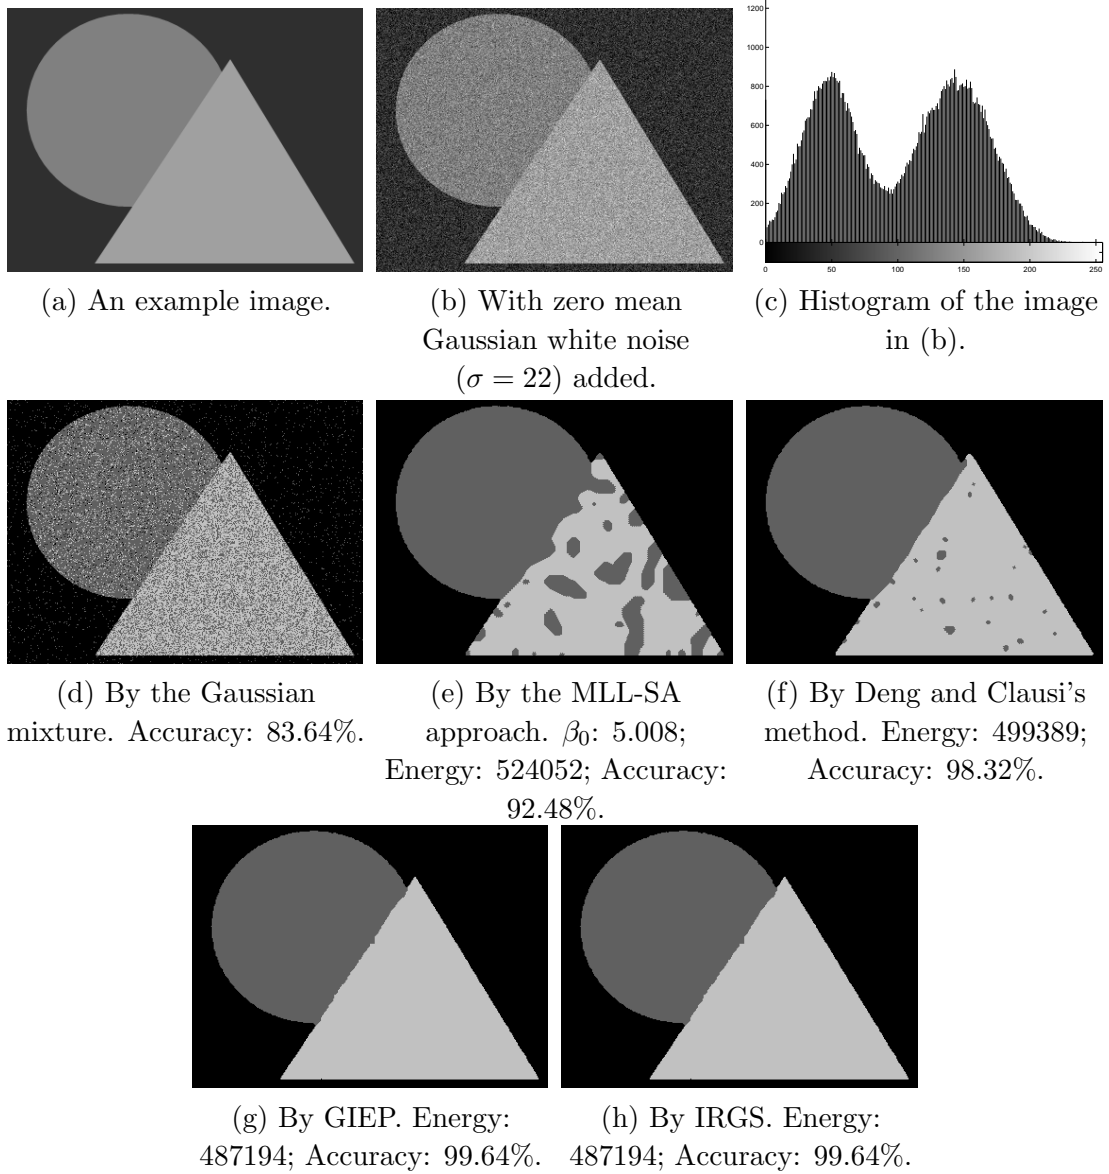 1200
1000
800
600
400
200
0
0 50 100 150 200 250
(a) An example image.
(b) With zero mean
Gaussian white noise
(σ = 22) added.
(c) Histogram of the image
in (b).
(d) By the Gaussian
mixture. Accuracy: 83.64%.
(e) By the MLL-SA
approach. β₀: 5.008;
Energy: 524052; Accuracy:
92.48%.
(f) By Deng and Clausi's
method. Energy: 499389;
Accuracy: 98.32%.
(g) By GIEP. Energy:
487194; Accuracy: 99.64%.
(h) By IRGS. Energy:
487194; Accuracy: 99.64%.